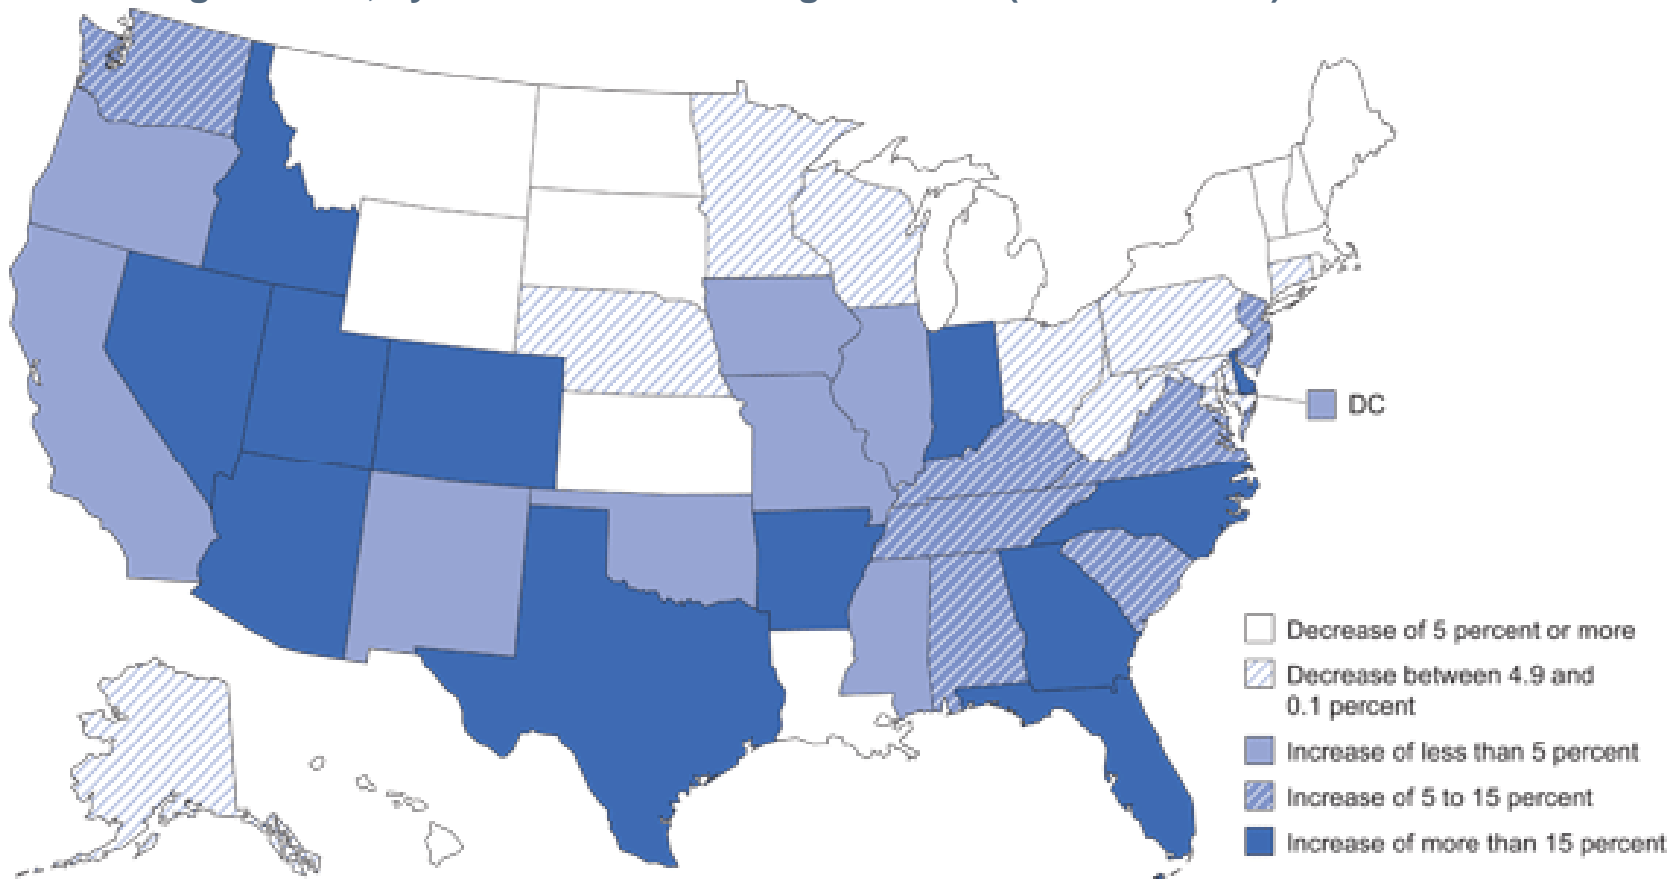 DC
Decrease of 5 percent or more
Decrease between 4.9 and
0.1 percent
Increase of less than 5 percent
Increase of 5 to 15 percent
Increase of more than 15 percent